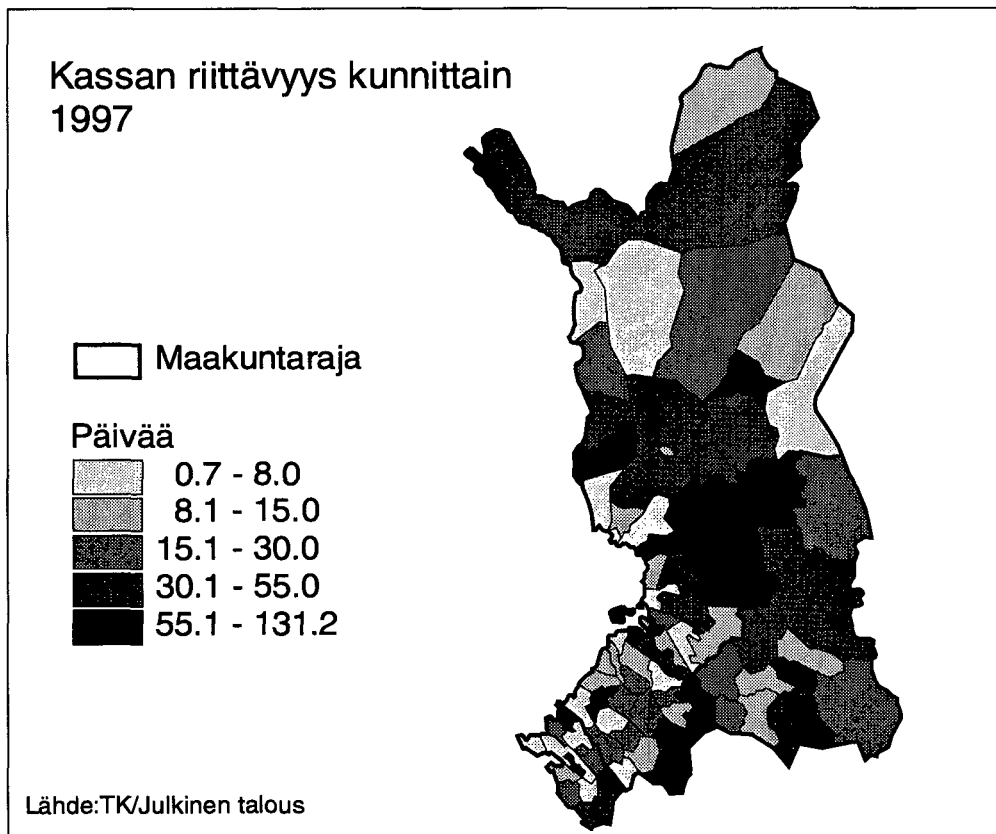 Kassan riittävyys kunnittain
1997
Maakuntaraja
Päivää
0.7 - 8.0
8.1 - 15.0
15.1 - 30.0
30.1 - 55.0
55.1 - 131.2
Lähde:TK/Julkinen talous